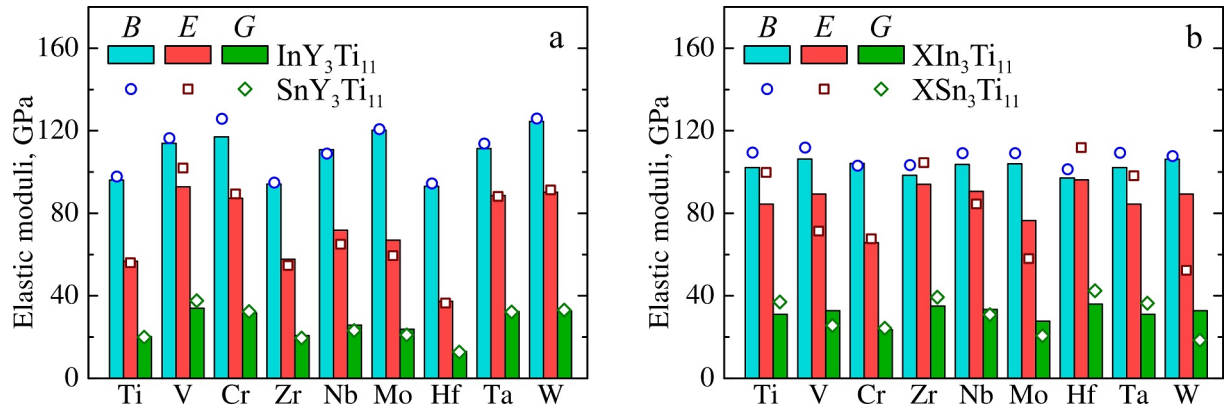 B E G
InY₃Ti₁₁
SnY₃Ti₁₁
a
160
120
80
40
0
Elastic moduli, GPa
Ti V Cr Zr Nb Mo Hf Ta W
B E G
XIn₃Ti₁₁
XSn₃Ti₁₁
b
160
120
80
40
0
Elastic moduli, GPa
Ti V Cr Zr Nb Mo Hf Ta W